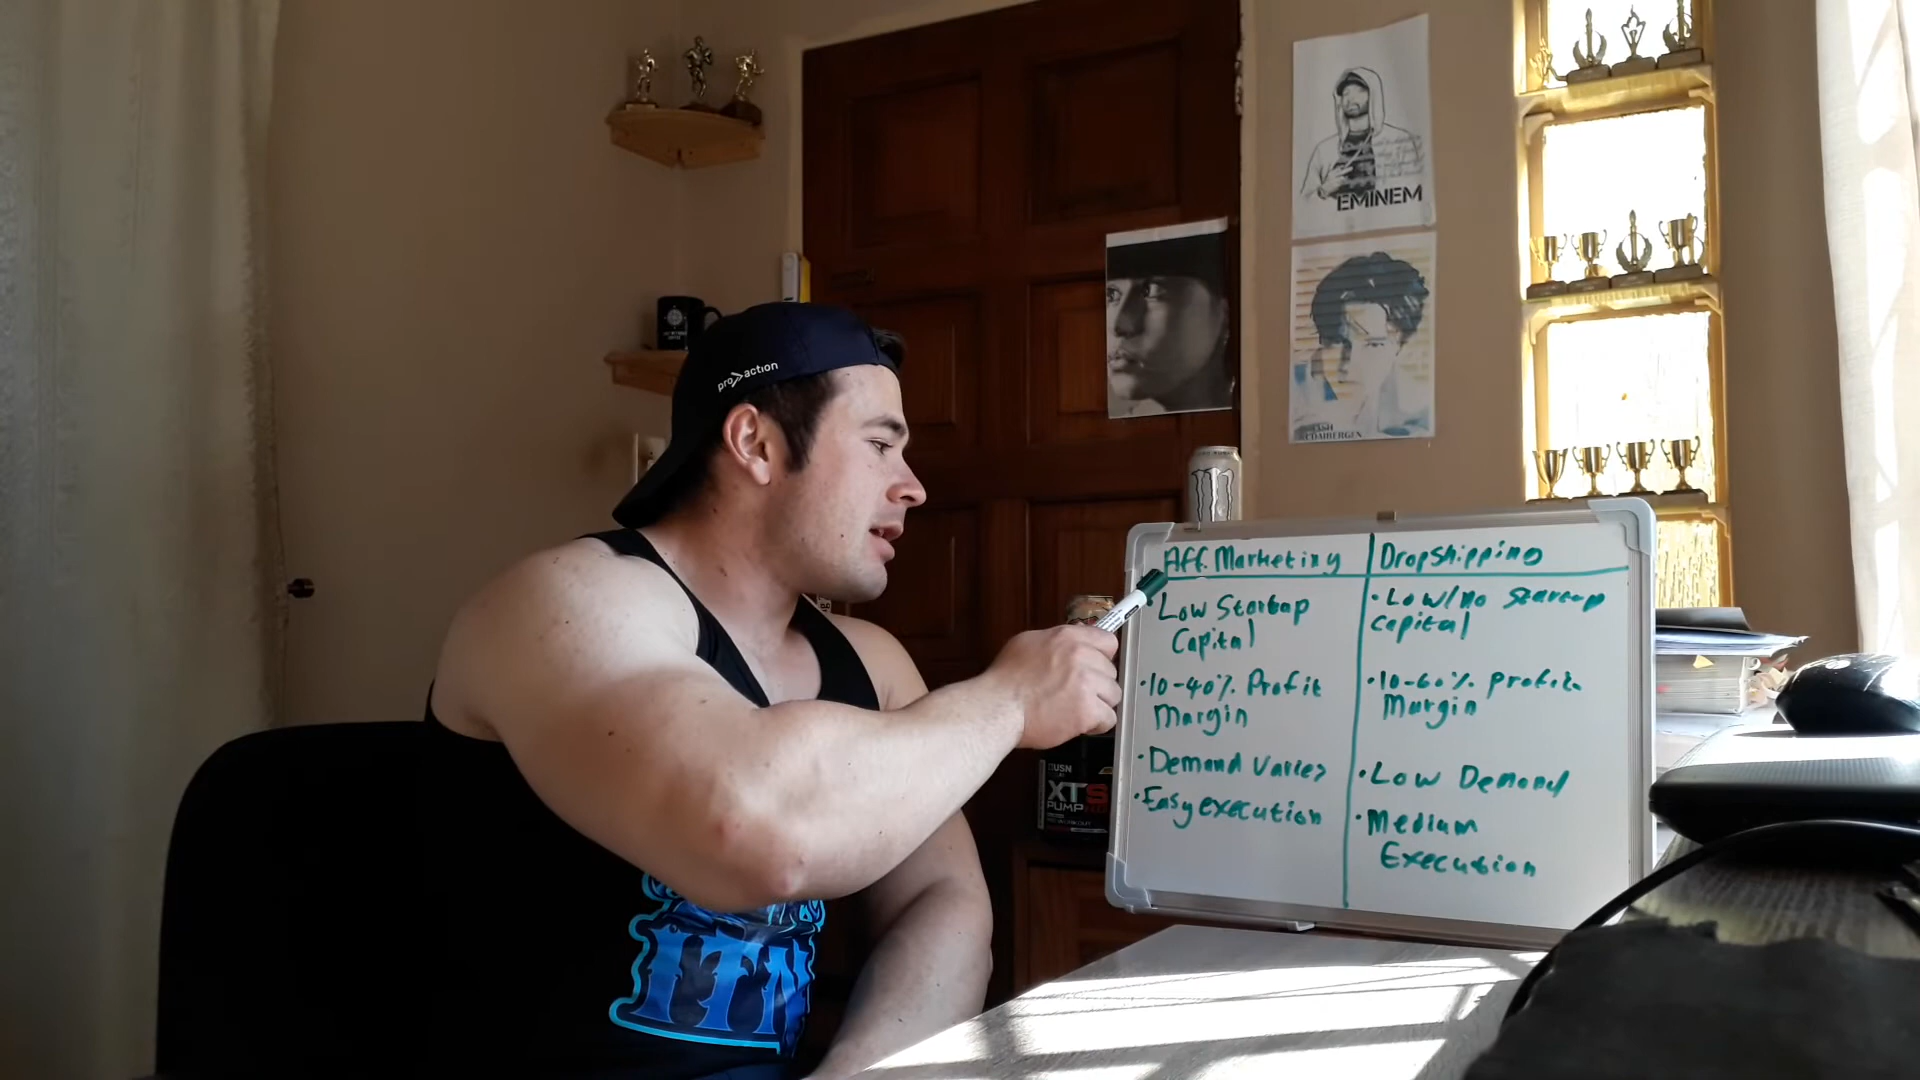 EMINEM
pro>action
Aff. Marketing
Dropshipping
• Low Startup
Capital
• Low/no Startup
capital
• 10-40% Profit
Margin
• 10-60% profit
Margin
• Demand Varies
• Low Demand
• Easy execution
• Medium
Execution
USN
XTS
PUMP
ITN